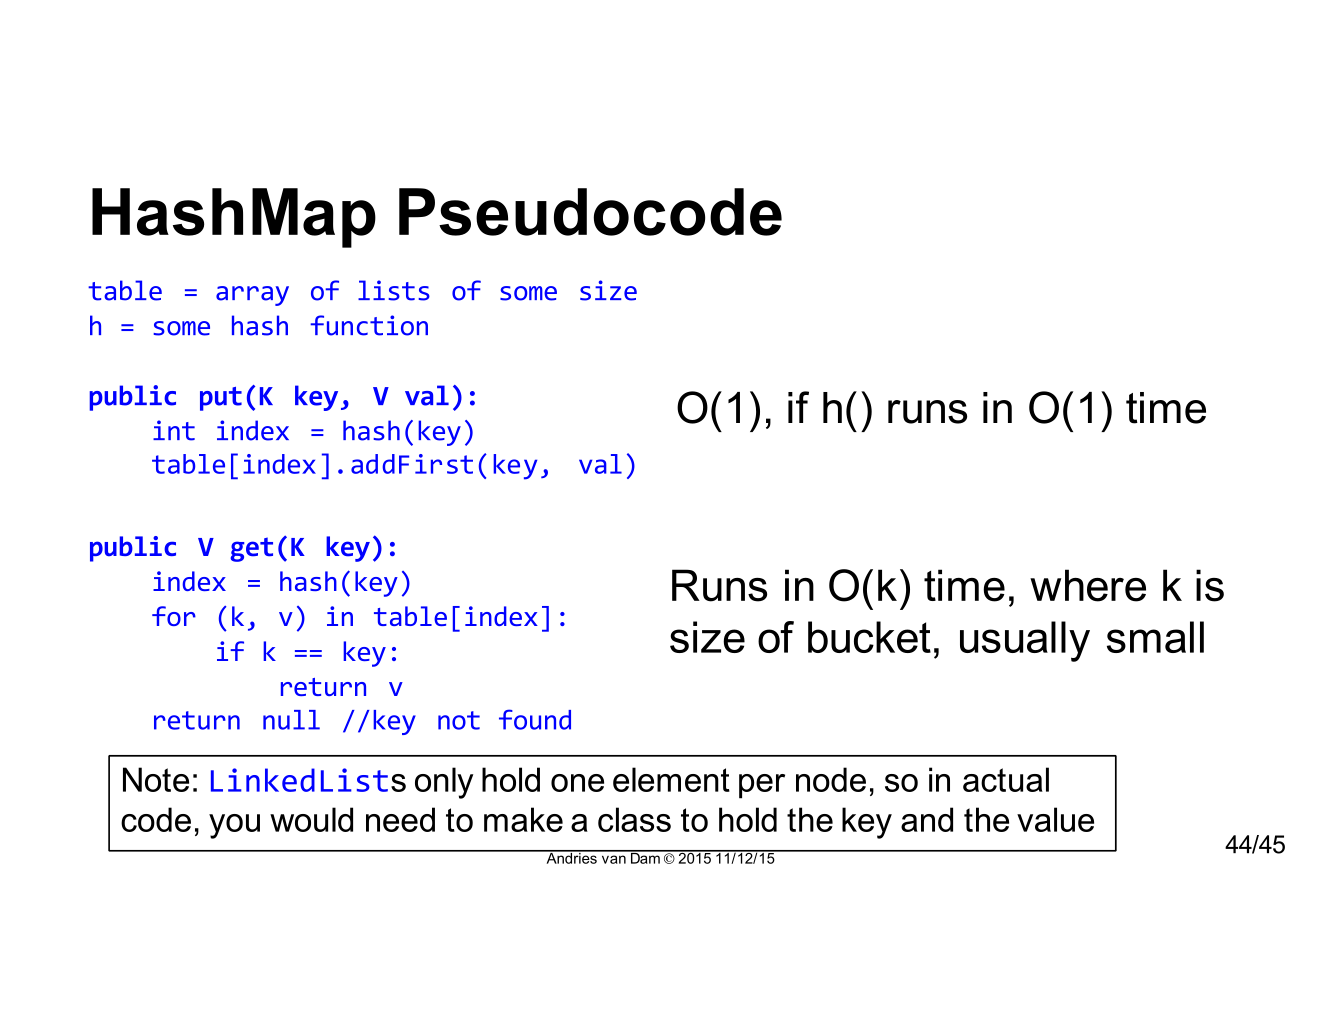 HashMap Pseudocode
table = array of lists of some size
h = some hash function
public put(K key, V val):
int index = hash(key)
table[index].addFirst(key, val)
O(1), if h() runs in O(1) time
public V get(K key):
index = hash(key)
for (k, v) in table[index]:
if k == key:
return v
return null //key not found
Runs in O(k) time, where k is
size of bucket, usually small
Note: LinkedLists only hold one element per node, so in actual
code, you would need to make a class to hold the key and the value
Andries van Dam © 2015 11/12/15
44/45